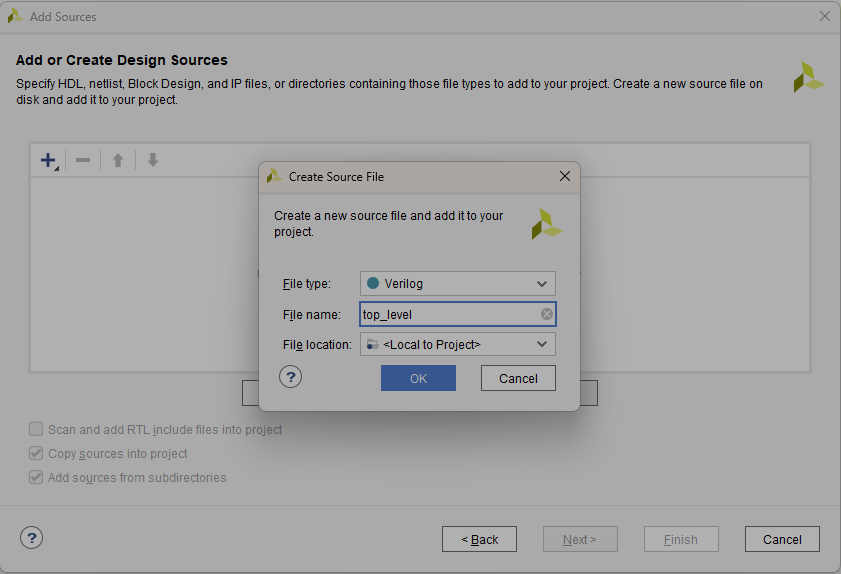 Add Sources
Add or Create Design Sources
Specify HDL, netlist, Block Design, and IP files, or directories containing those file types to add to your project. Create a new source file on
disk and add it to your project.
Create Source File
Create a new source file and add it to your
project.
File type:
Verilog
File name:
top_level
File location:
<Local to Project>
?
OK
Cancel
Scan and add RTL include files into project
Copy sources into project
Add sources from subdirectories
?
< Back
Next >
Finish
Cancel